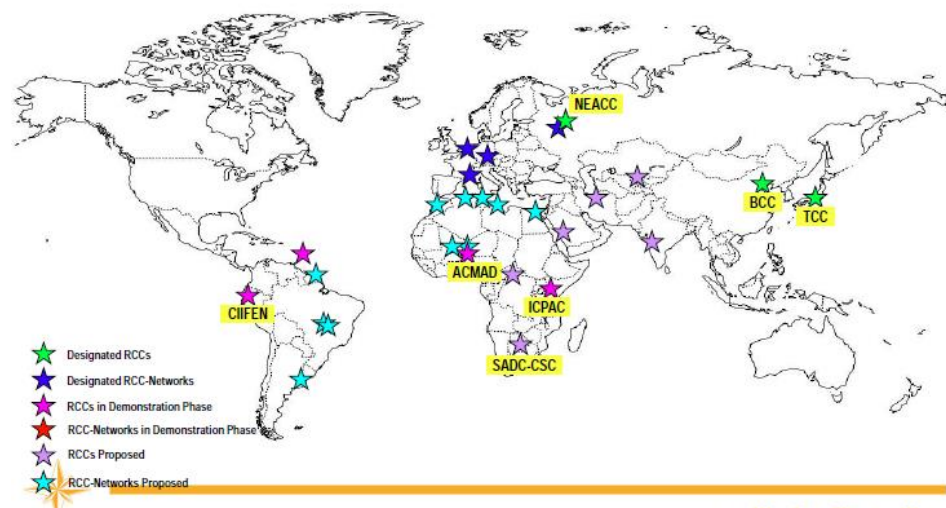 NEACC
BCC
TCC
ACMAD
ICPAC
CIIFEN
SADC-CSC
Designated RCCs
Designated RCC-Networks
RCCs in Demonstration Phase
RCC-Networks in Demonstration Phase
RCCs Proposed
RCC-Networks Proposed